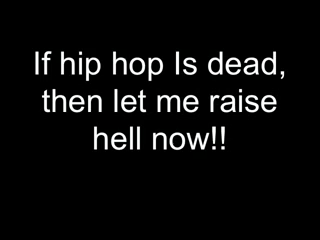 If hip hop Is dead,
then let me raise
hell now!!